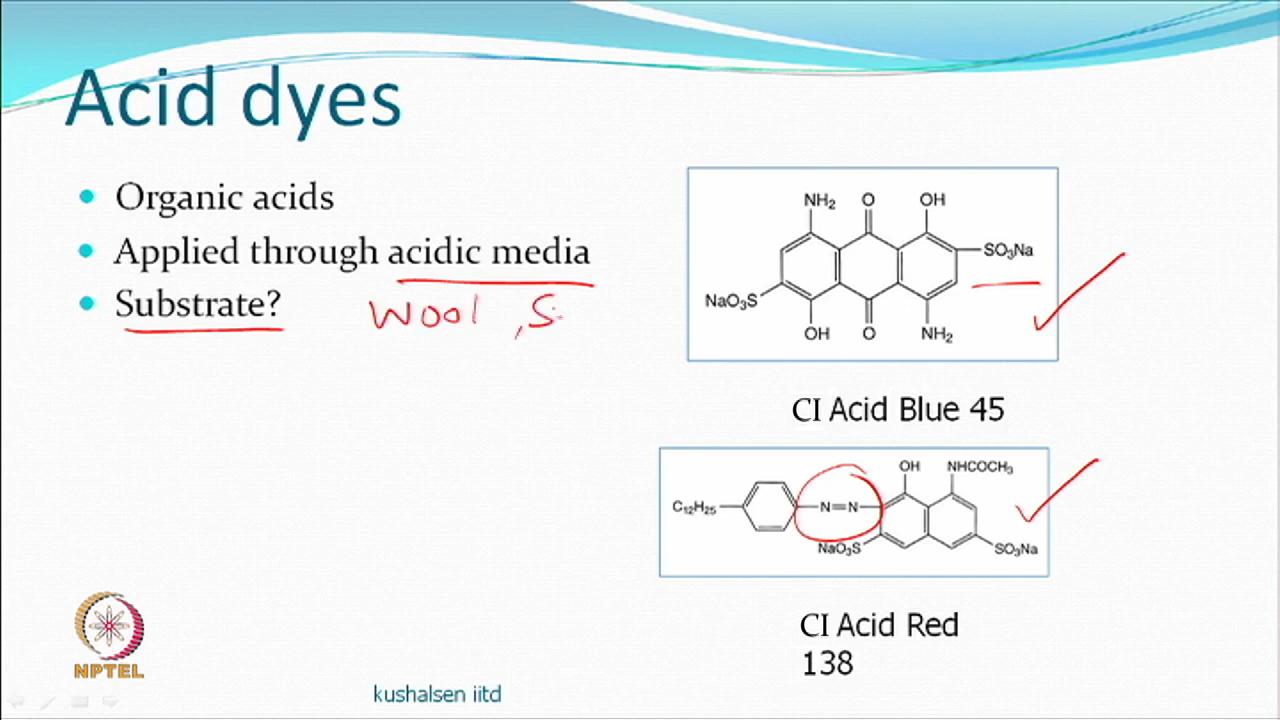 Acid dyes
Organic acids
Applied through acidic media
Substrate?
Wool , S
NH₂ O OH
SO₃Na
NaO₃S
OH O NH₂
CI Acid Blue 45
OH NHCOCH₃
C₁₂H₂₅ N=N
NaO₃S SO₃Na
CI Acid Red
138
NPTEL
kushalsen iitd